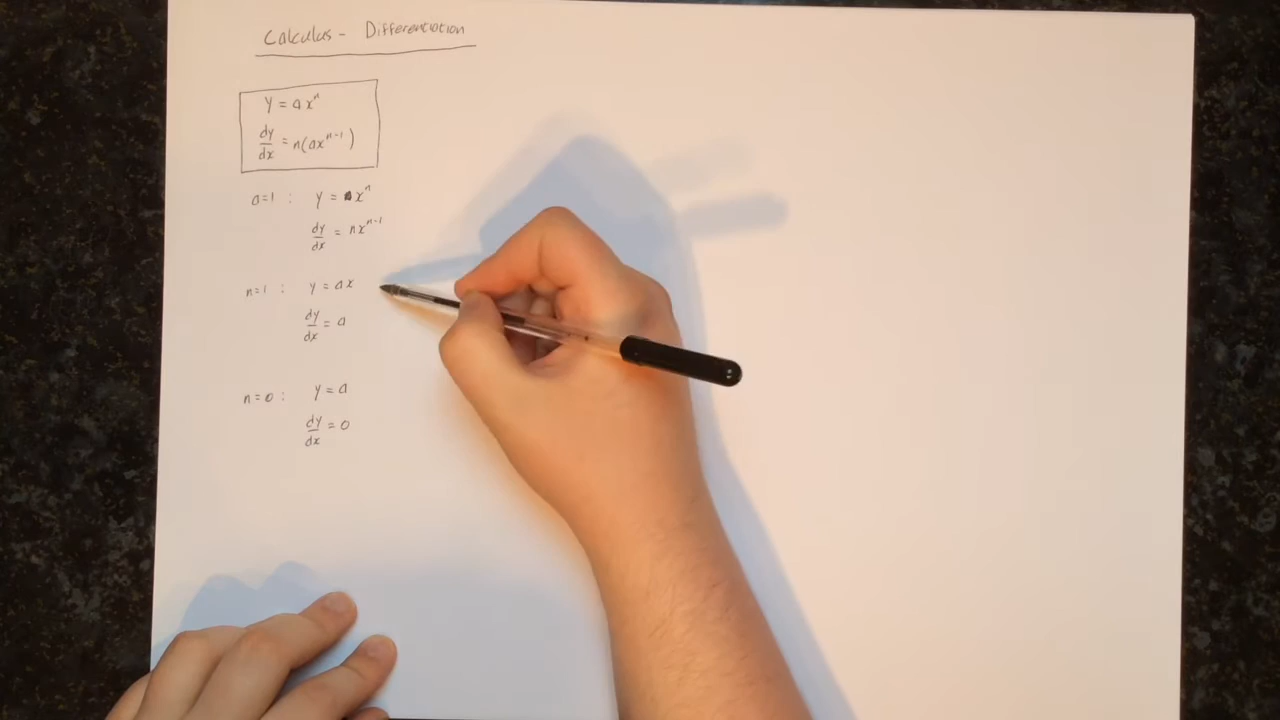 Calculus - Differentiation
y = ax^n
dy/dx = n(ax^{n-1})
a=1 : y = x^n
dy/dx = nx^{n-1}
n=1 : y = ax
dy/dx = a
n=0 : y = a
dy/dx = 0